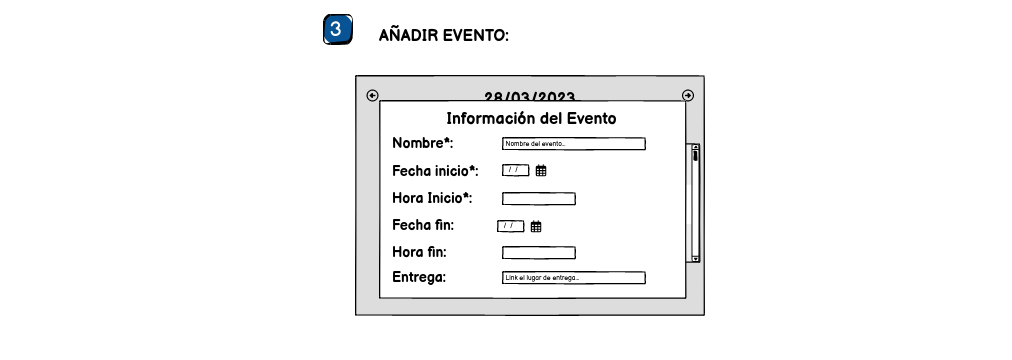 3
AÑADIR EVENTO:
28/03/2023
Información del Evento
Nombre*: Nombre del evento...
Fecha inicio*: / /
Hora Inicio*:
Fecha fin: / /
Hora fin:
Entrega: Link el lugar de entrega...